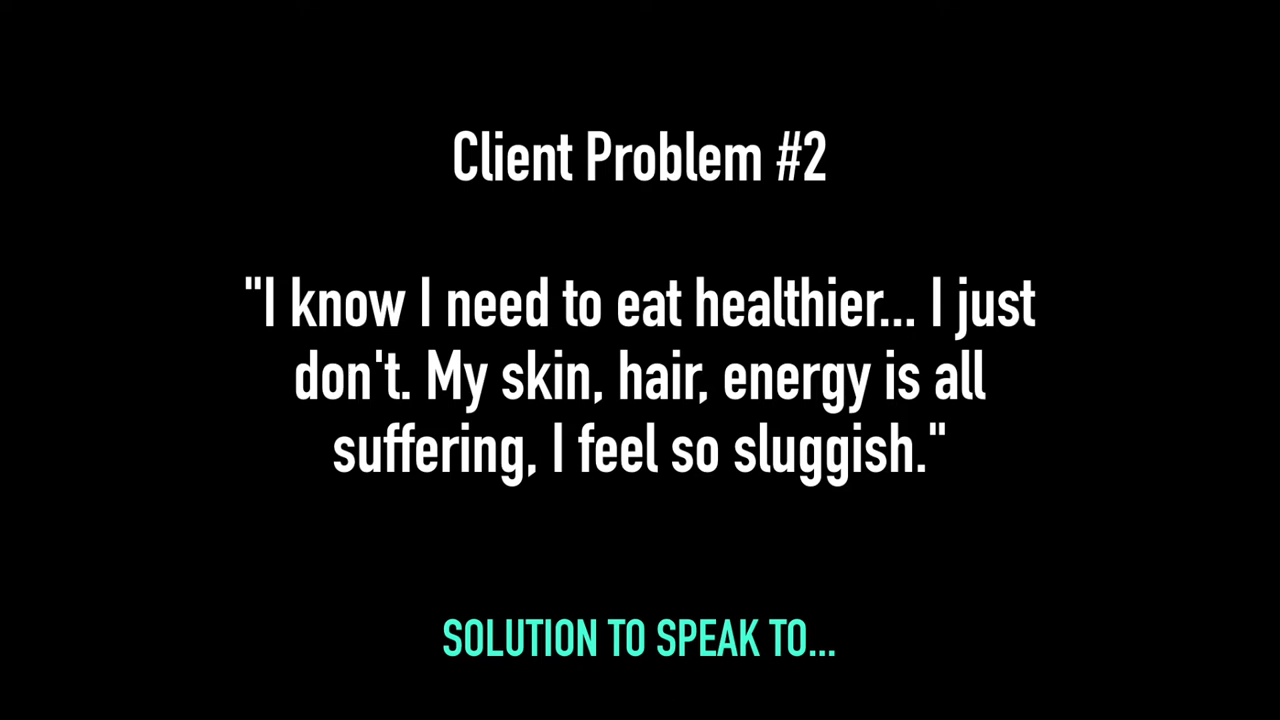 Client Problem #2
"I know I need to eat healthier... I just
don't. My skin, hair, energy is all
suffering, I feel so sluggish."
SOLUTION TO SPEAK TO...